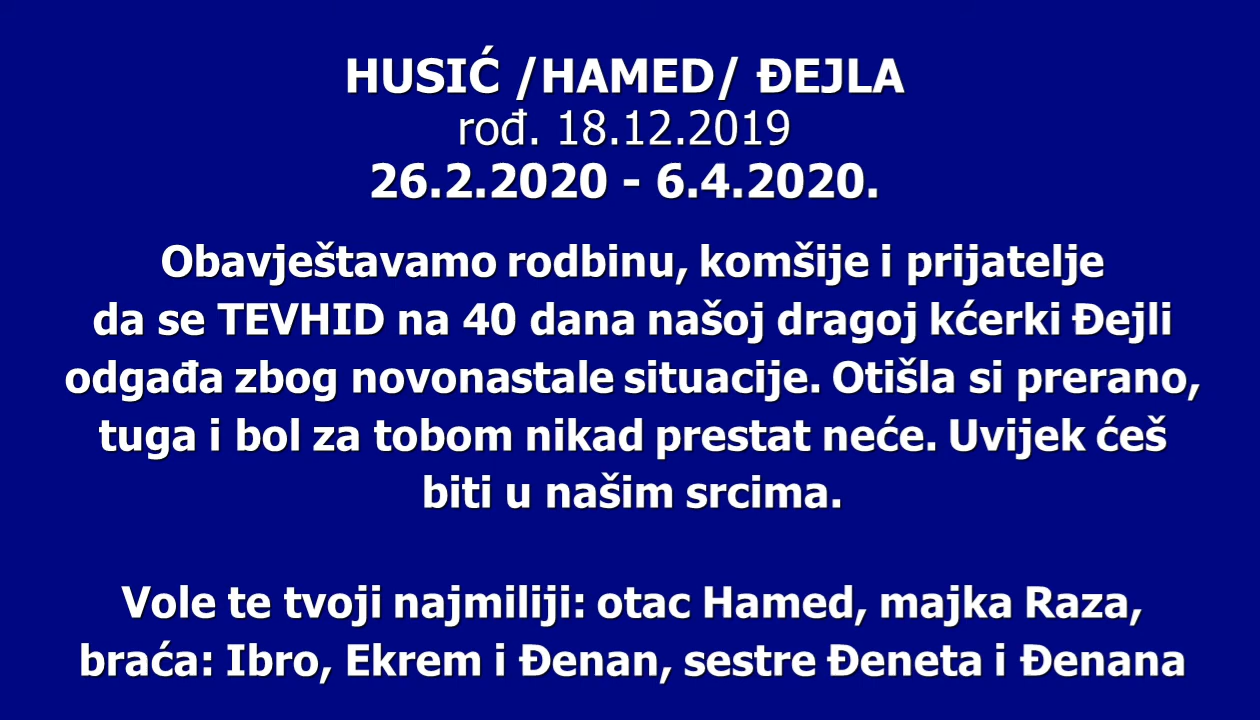 HUSIĆ /HAMED/ ĐEJLA
rođ. 18.12.2019
26.2.2020 - 6.4.2020.
Obavještavamo rodbinu, komšije i prijatelje
da se TEVHID na 40 dana našoj dragoj kćerki Đejli
odgađa zbog novonastale situacije. Otišla si prerano,
tuga i bol za tobom nikad prestat neće. Uvijek ćeš
biti u našim srcima.
Vole te tvoji najmiliji: otac Hamed, majka Raza,
braća: Ibro, Ekrem i Đenan, sestre Đeneta i Đenana